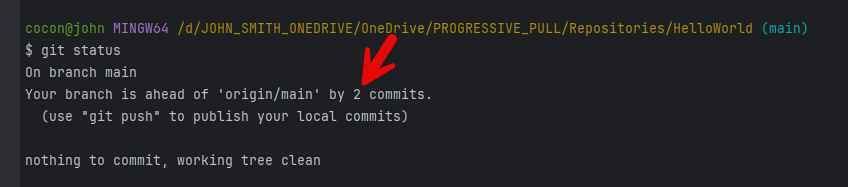 cocon@john MINGW64 /d/JOHN_SMITH_ONEDRIVE/OneDrive/PROGRESSIVE_PULL/Repositories/HelloWorld (main)
$ git status
On branch main
Your branch is ahead of 'origin/main' by 2 commits.
  (use "git push" to publish your local commits)

nothing to commit, working tree clean